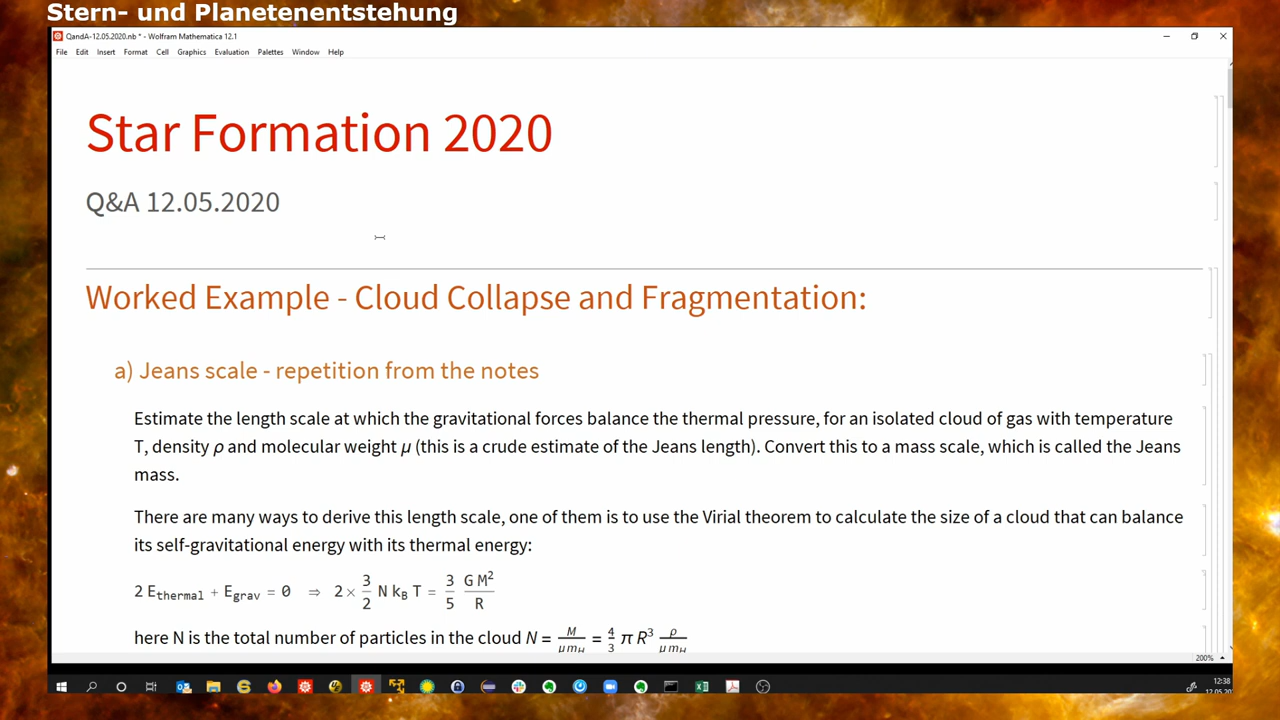 Stern- und Planetenentstehung
QandA-12.05.2020.nb * - Wolfram Mathematica 12.1
File Edit Insert Format Cell Graphics Evaluation Palettes Window Help
Star Formation 2020
Q&A 12.05.2020
Worked Example - Cloud Collapse and Fragmentation:
a) Jeans scale - repetition from the notes
Estimate the length scale at which the gravitational forces balance the thermal pressure, for an isolated cloud of gas with temperature
T, density ρ and molecular weight μ (this is a crude estimate of the Jeans length). Convert this to a mass scale, which is called the Jeans
mass.
There are many ways to derive this length scale, one of them is to use the Virial theorem to calculate the size of a cloud that can balance
its self-gravitational energy with its thermal energy:
2 E_thermal + E_grav = 0 ⇒ 2 × 3/2 N k_B T = 3/5 G M²/R
here N is the total number of particles in the cloud N = M/(μ m_H) = 4/3 π R³ ρ/(μ m_H)
200%
12:38
12.05.20